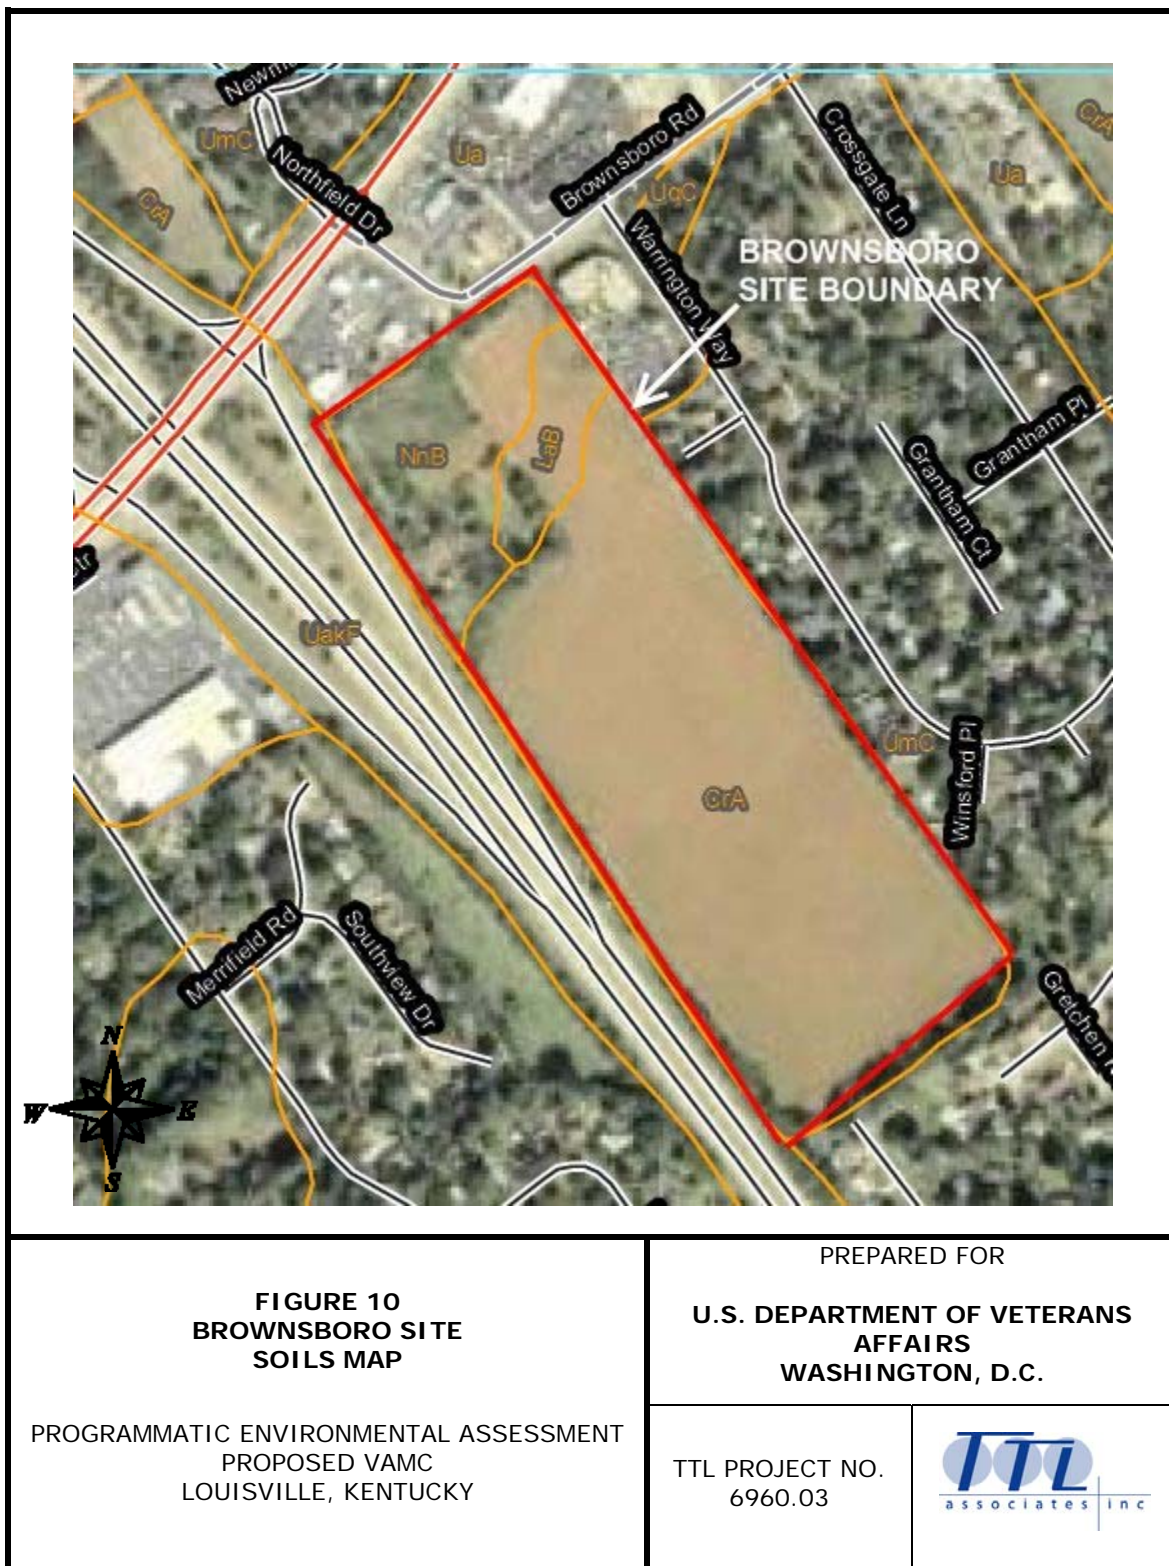 Northfield Dr
UmC
Ua
CrA
Brownsboro Rd
UqC
Crossgate Ln
Ua
CrA
Warrington Way
BROWNSBORO
SITE BOUNDARY
NnB
LaB
Grantham Pl
Grantham Ct
UakF
UmC
Winsford Pl
CrA
Merrifield Rd
Southview Dr
Gretchen
N
W
E
S
FIGURE 10
BROWNSBORO SITE
SOILS MAP
PROGRAMMATIC ENVIRONMENTAL ASSESSMENT
PROPOSED VAMC
LOUISVILLE, KENTUCKY
PREPARED FOR
U.S. DEPARTMENT OF VETERANS
AFFAIRS
WASHINGTON, D.C.
TTL PROJECT NO.
6960.03
TTL
associates inc